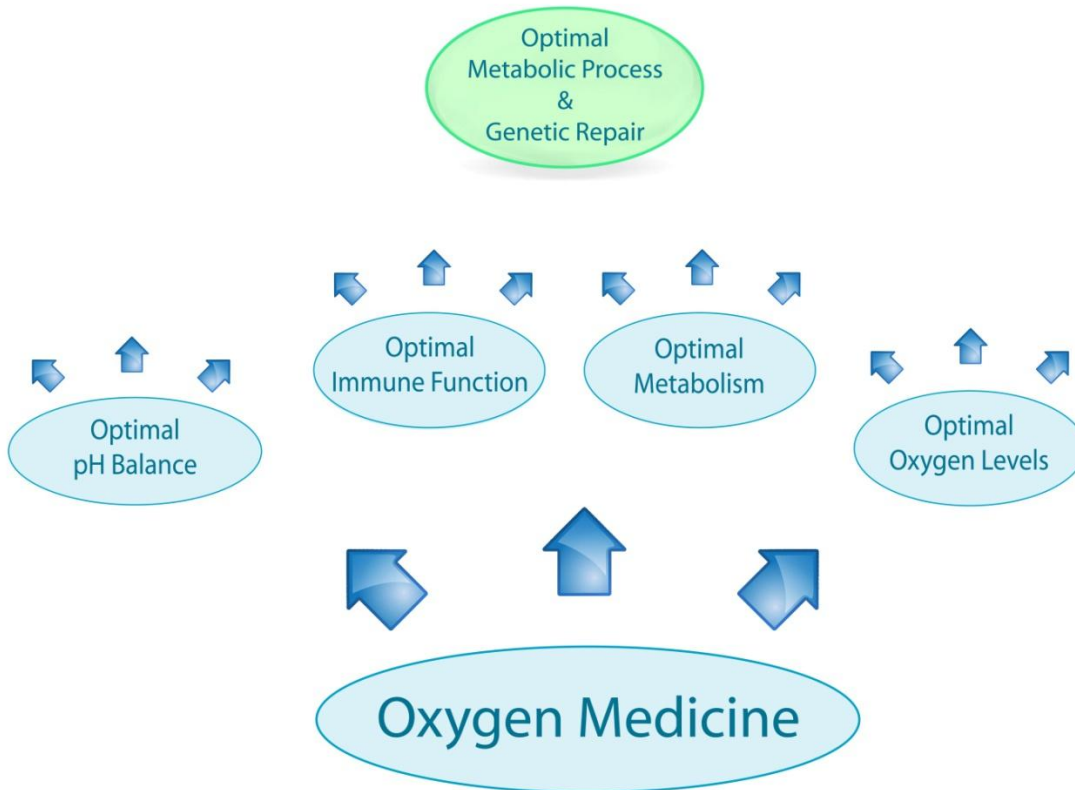 Optimal
Metabolic Process
&
Genetic Repair
Optimal
Immune Function
Optimal
Metabolism
Optimal
pH Balance
Optimal
Oxygen Levels
Oxygen Medicine